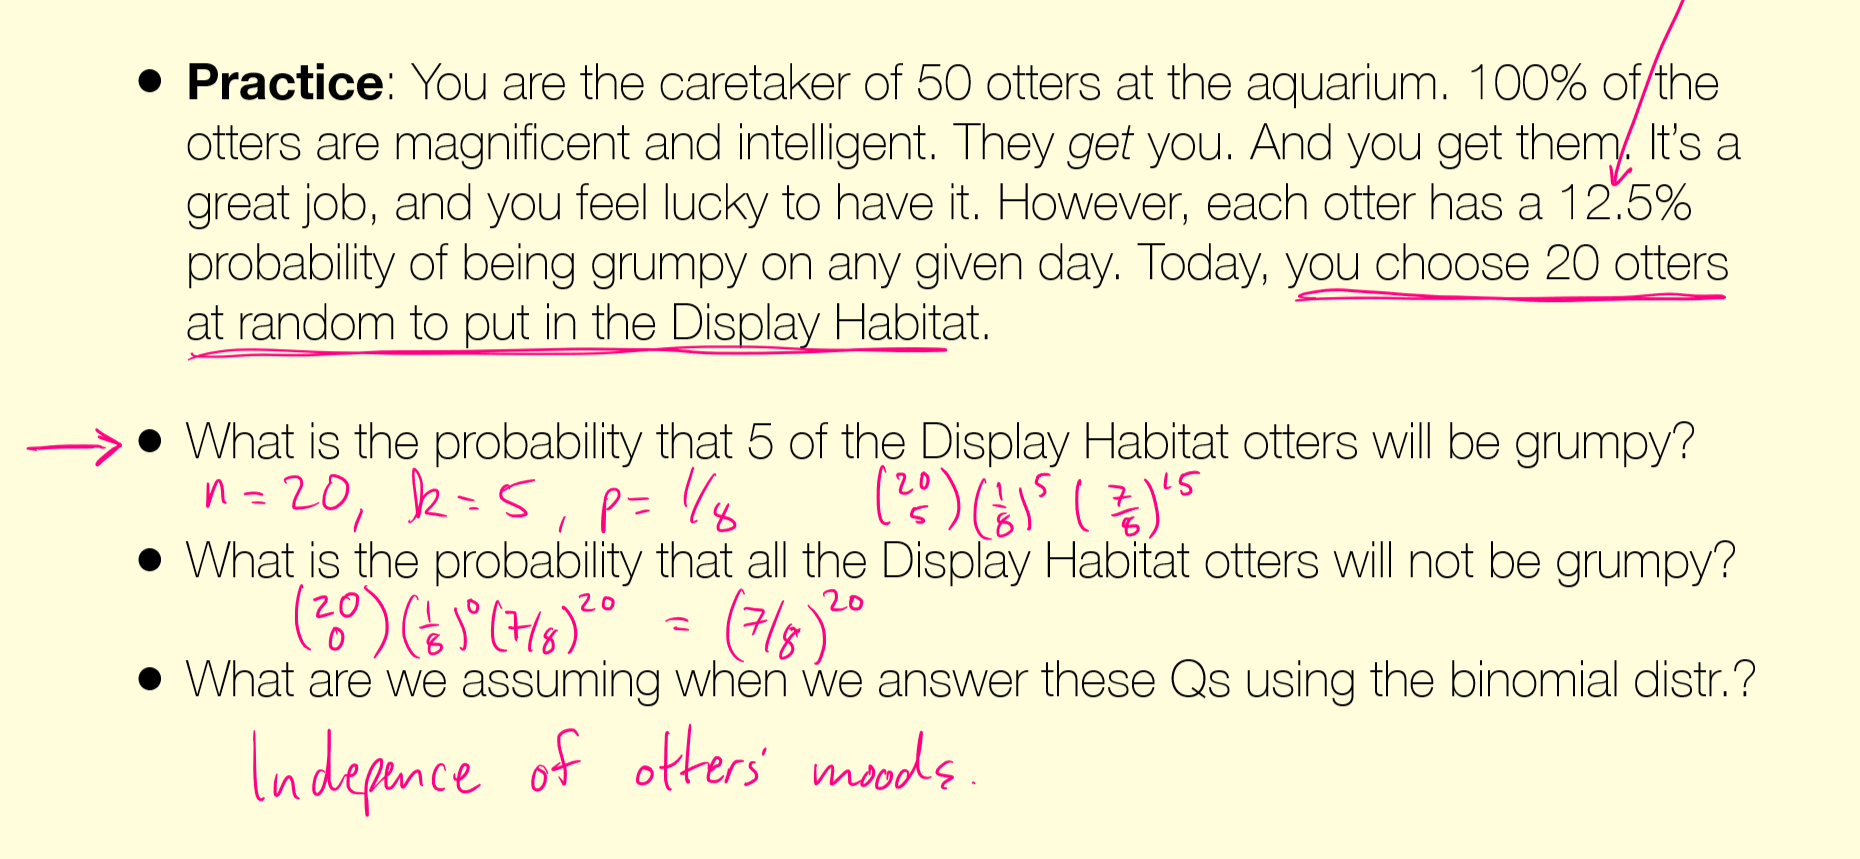 • Practice: You are the caretaker of 50 otters at the aquarium. 100% of the
otters are magnificent and intelligent. They get you. And you get them. It's a
great job, and you feel lucky to have it. However, each otter has a 12.5%
probability of being grumpy on any given day. Today, you choose 20 otters
at random to put in the Display Habitat.
• What is the probability that 5 of the Display Habitat otters will be grumpy?
n = 20, k = 5, p = 1/8 (20 5) (1/8)^5 (7/8)^15
• What is the probability that all the Display Habitat otters will not be grumpy?
(20 0) (1/8)^0 (7/8)^20 = (7/8)^20
• What are we assuming when we answer these Qs using the binomial distr.?
Indepence of otters' moods.